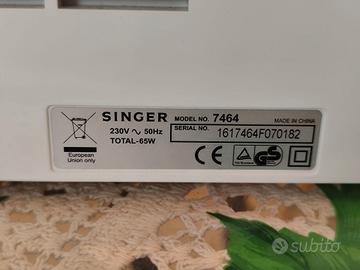 SINGER MODEL NO. 7464 MADE IN CHINA
230V ∿ 50Hz
TOTAL-65W
SERIAL NO. 1617464F070182
European
Union only
CE GS
subito